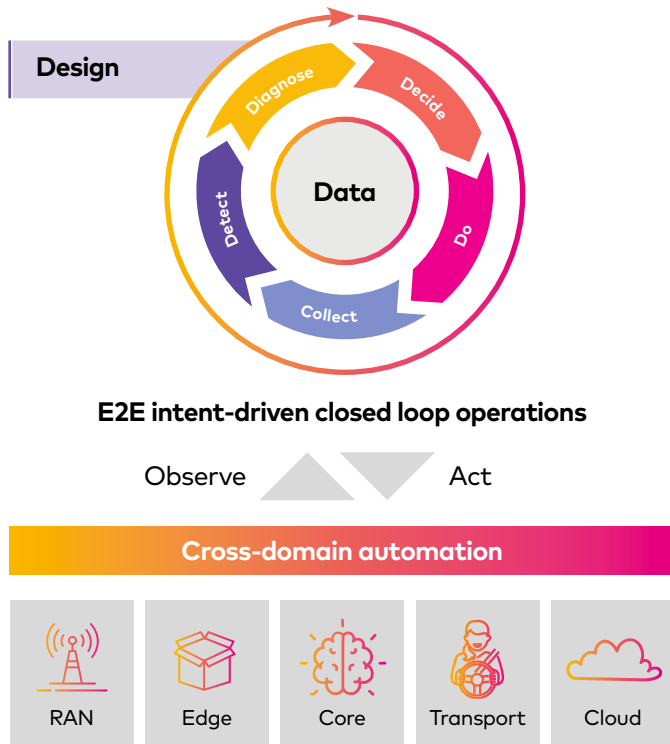 Design
Diagnose
Decide
Data
Detect
Do
Collect
E2E intent-driven closed loop operations
Observe
Act
Cross-domain automation
RAN
Edge
Core
Transport
Cloud